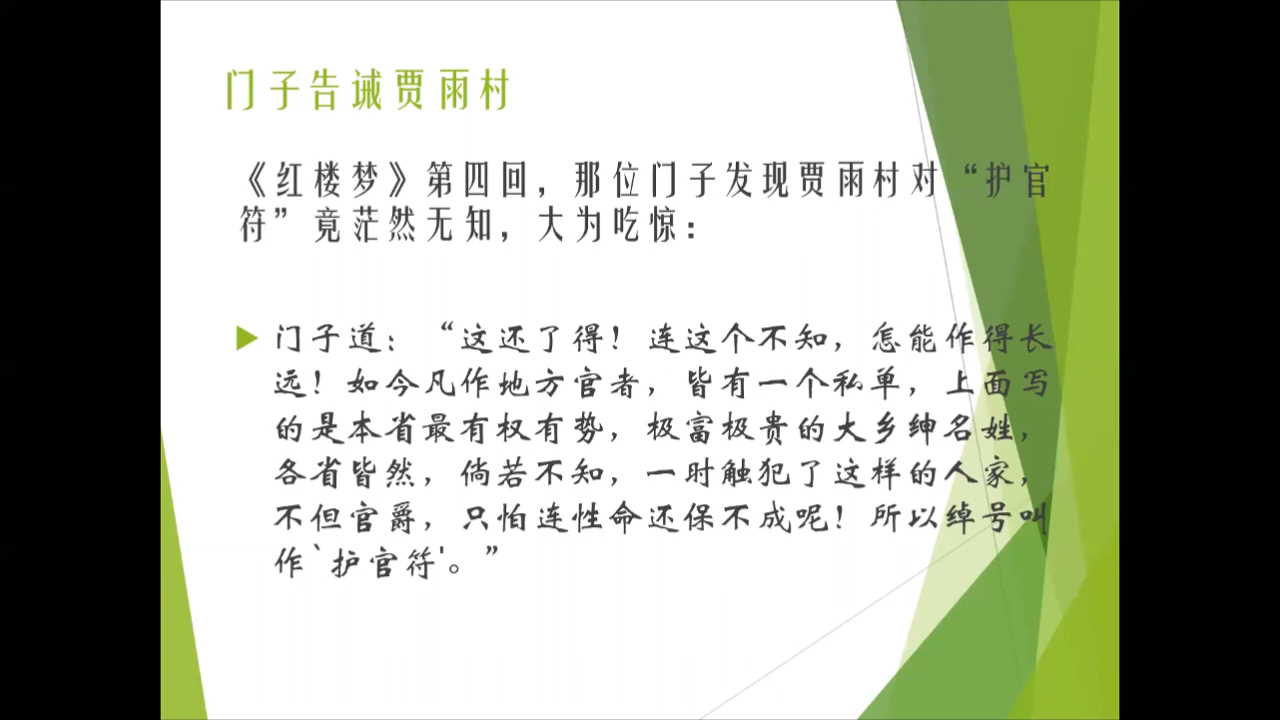 门子告诫贾雨村
《红楼梦》第四回，那位门子发现贾雨村对“护官
符”竟茫然无知，大为吃惊：
门子道：“这还了得！连这个不知，怎能作得长
远！如今凡作地方官者，皆有一个私单，上面写
的是本省最有权有势，极富极贵的大乡绅名姓，
各省皆然，倘若不知，一时触犯了这样的人家，
不但官爵，只怕连性命还保不成呢！所以绰号叫
作`护官符'。”